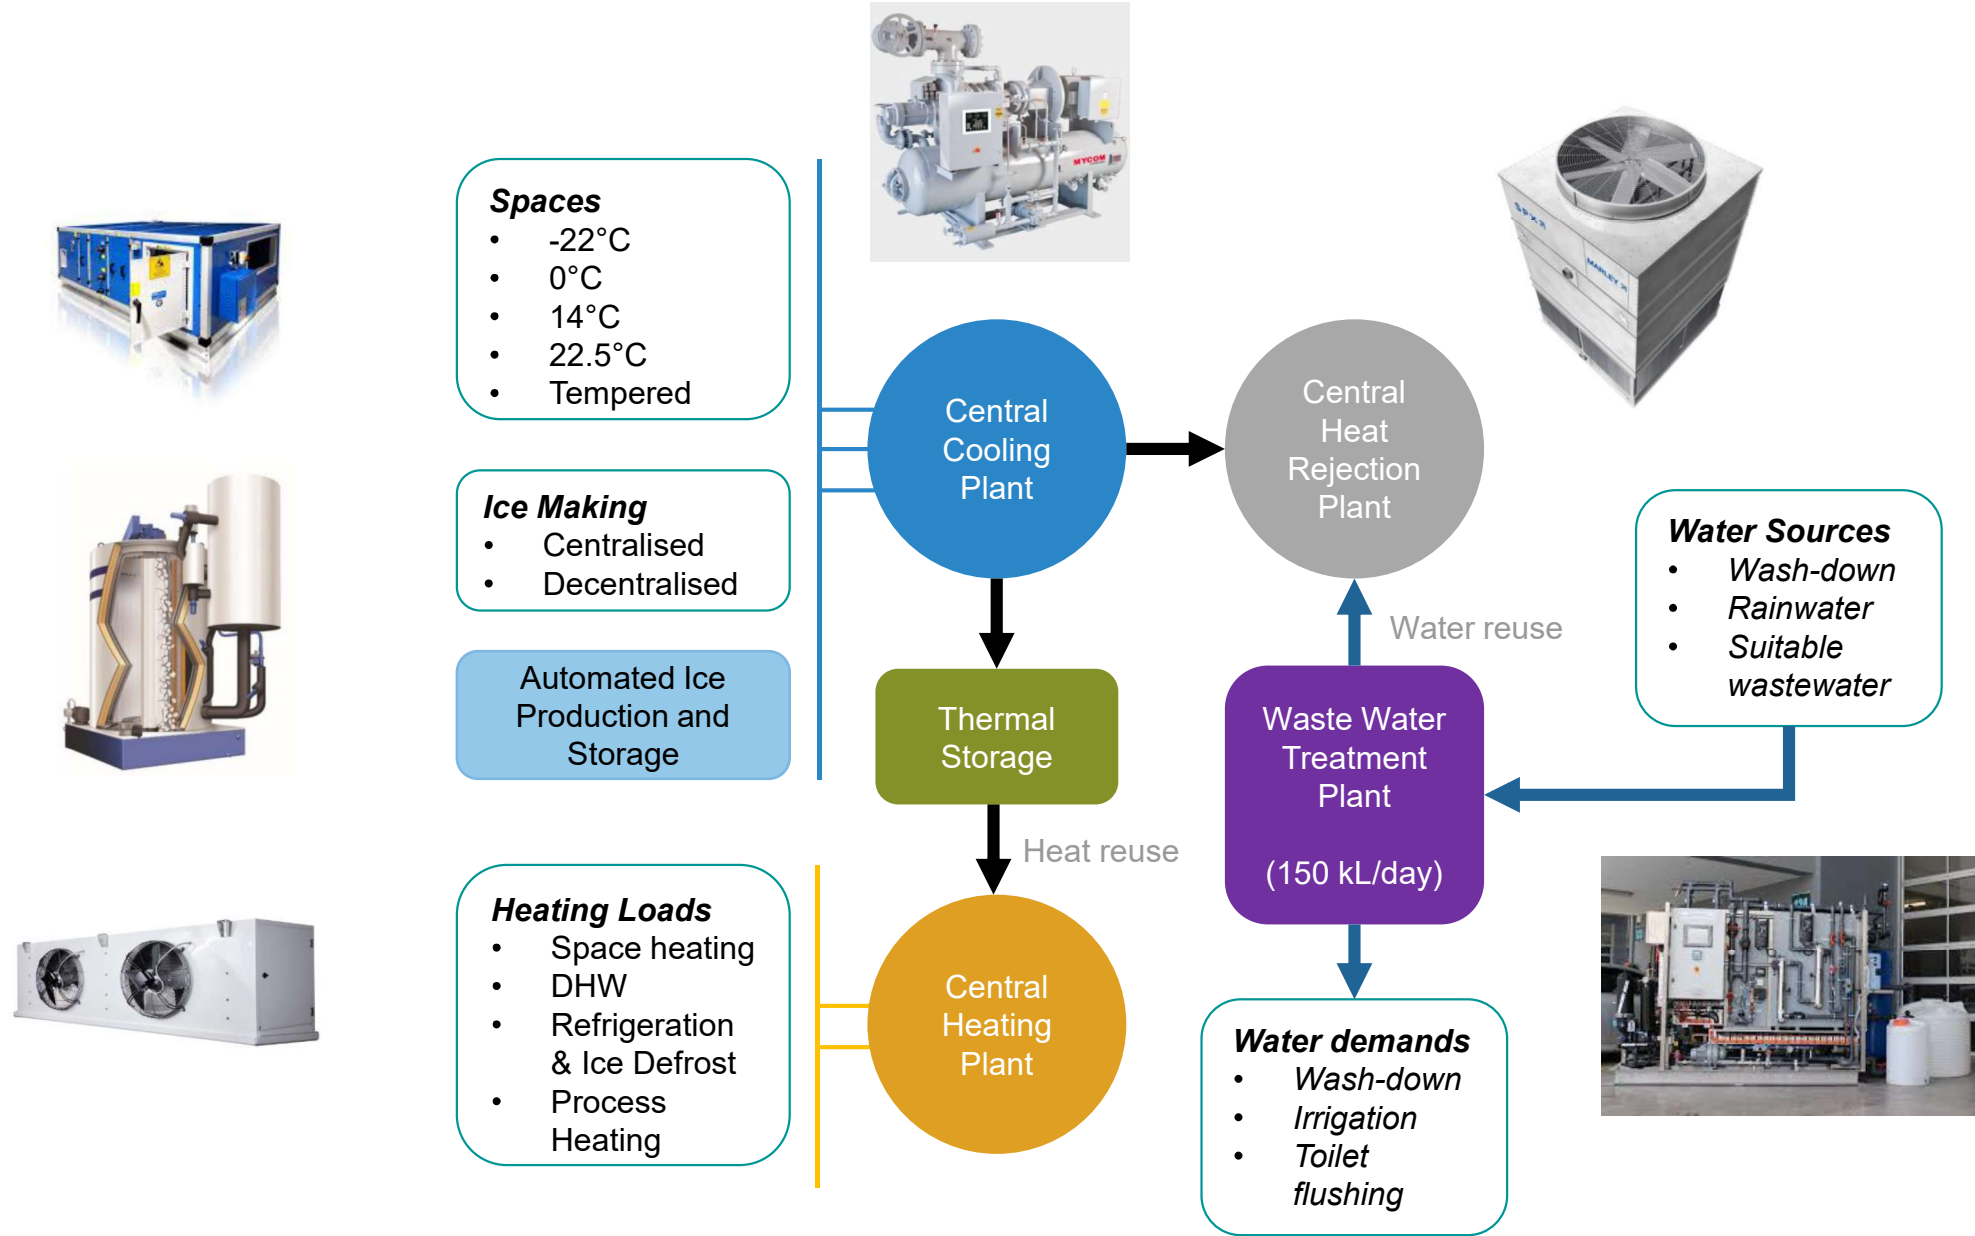 MYCOM
SPX
MARLEY
Spaces
• -22°C
• 0°C
• 14°C
• 22.5°C
• Tempered
Ice Making
• Centralised
• Decentralised
Automated Ice
Production and
Storage
Heating Loads
• Space heating
• DHW
• Refrigeration
& Ice Defrost
• Process
Heating
Central
Cooling
Plant
Thermal
Storage
Heat reuse
Central
Heating
Plant
Central
Heat
Rejection
Plant
Water reuse
Waste Water
Treatment
Plant
(150 kL/day)
Water Sources
• Wash-down
• Rainwater
• Suitable
wastewater
Water demands
• Wash-down
• Irrigation
• Toilet
flushing